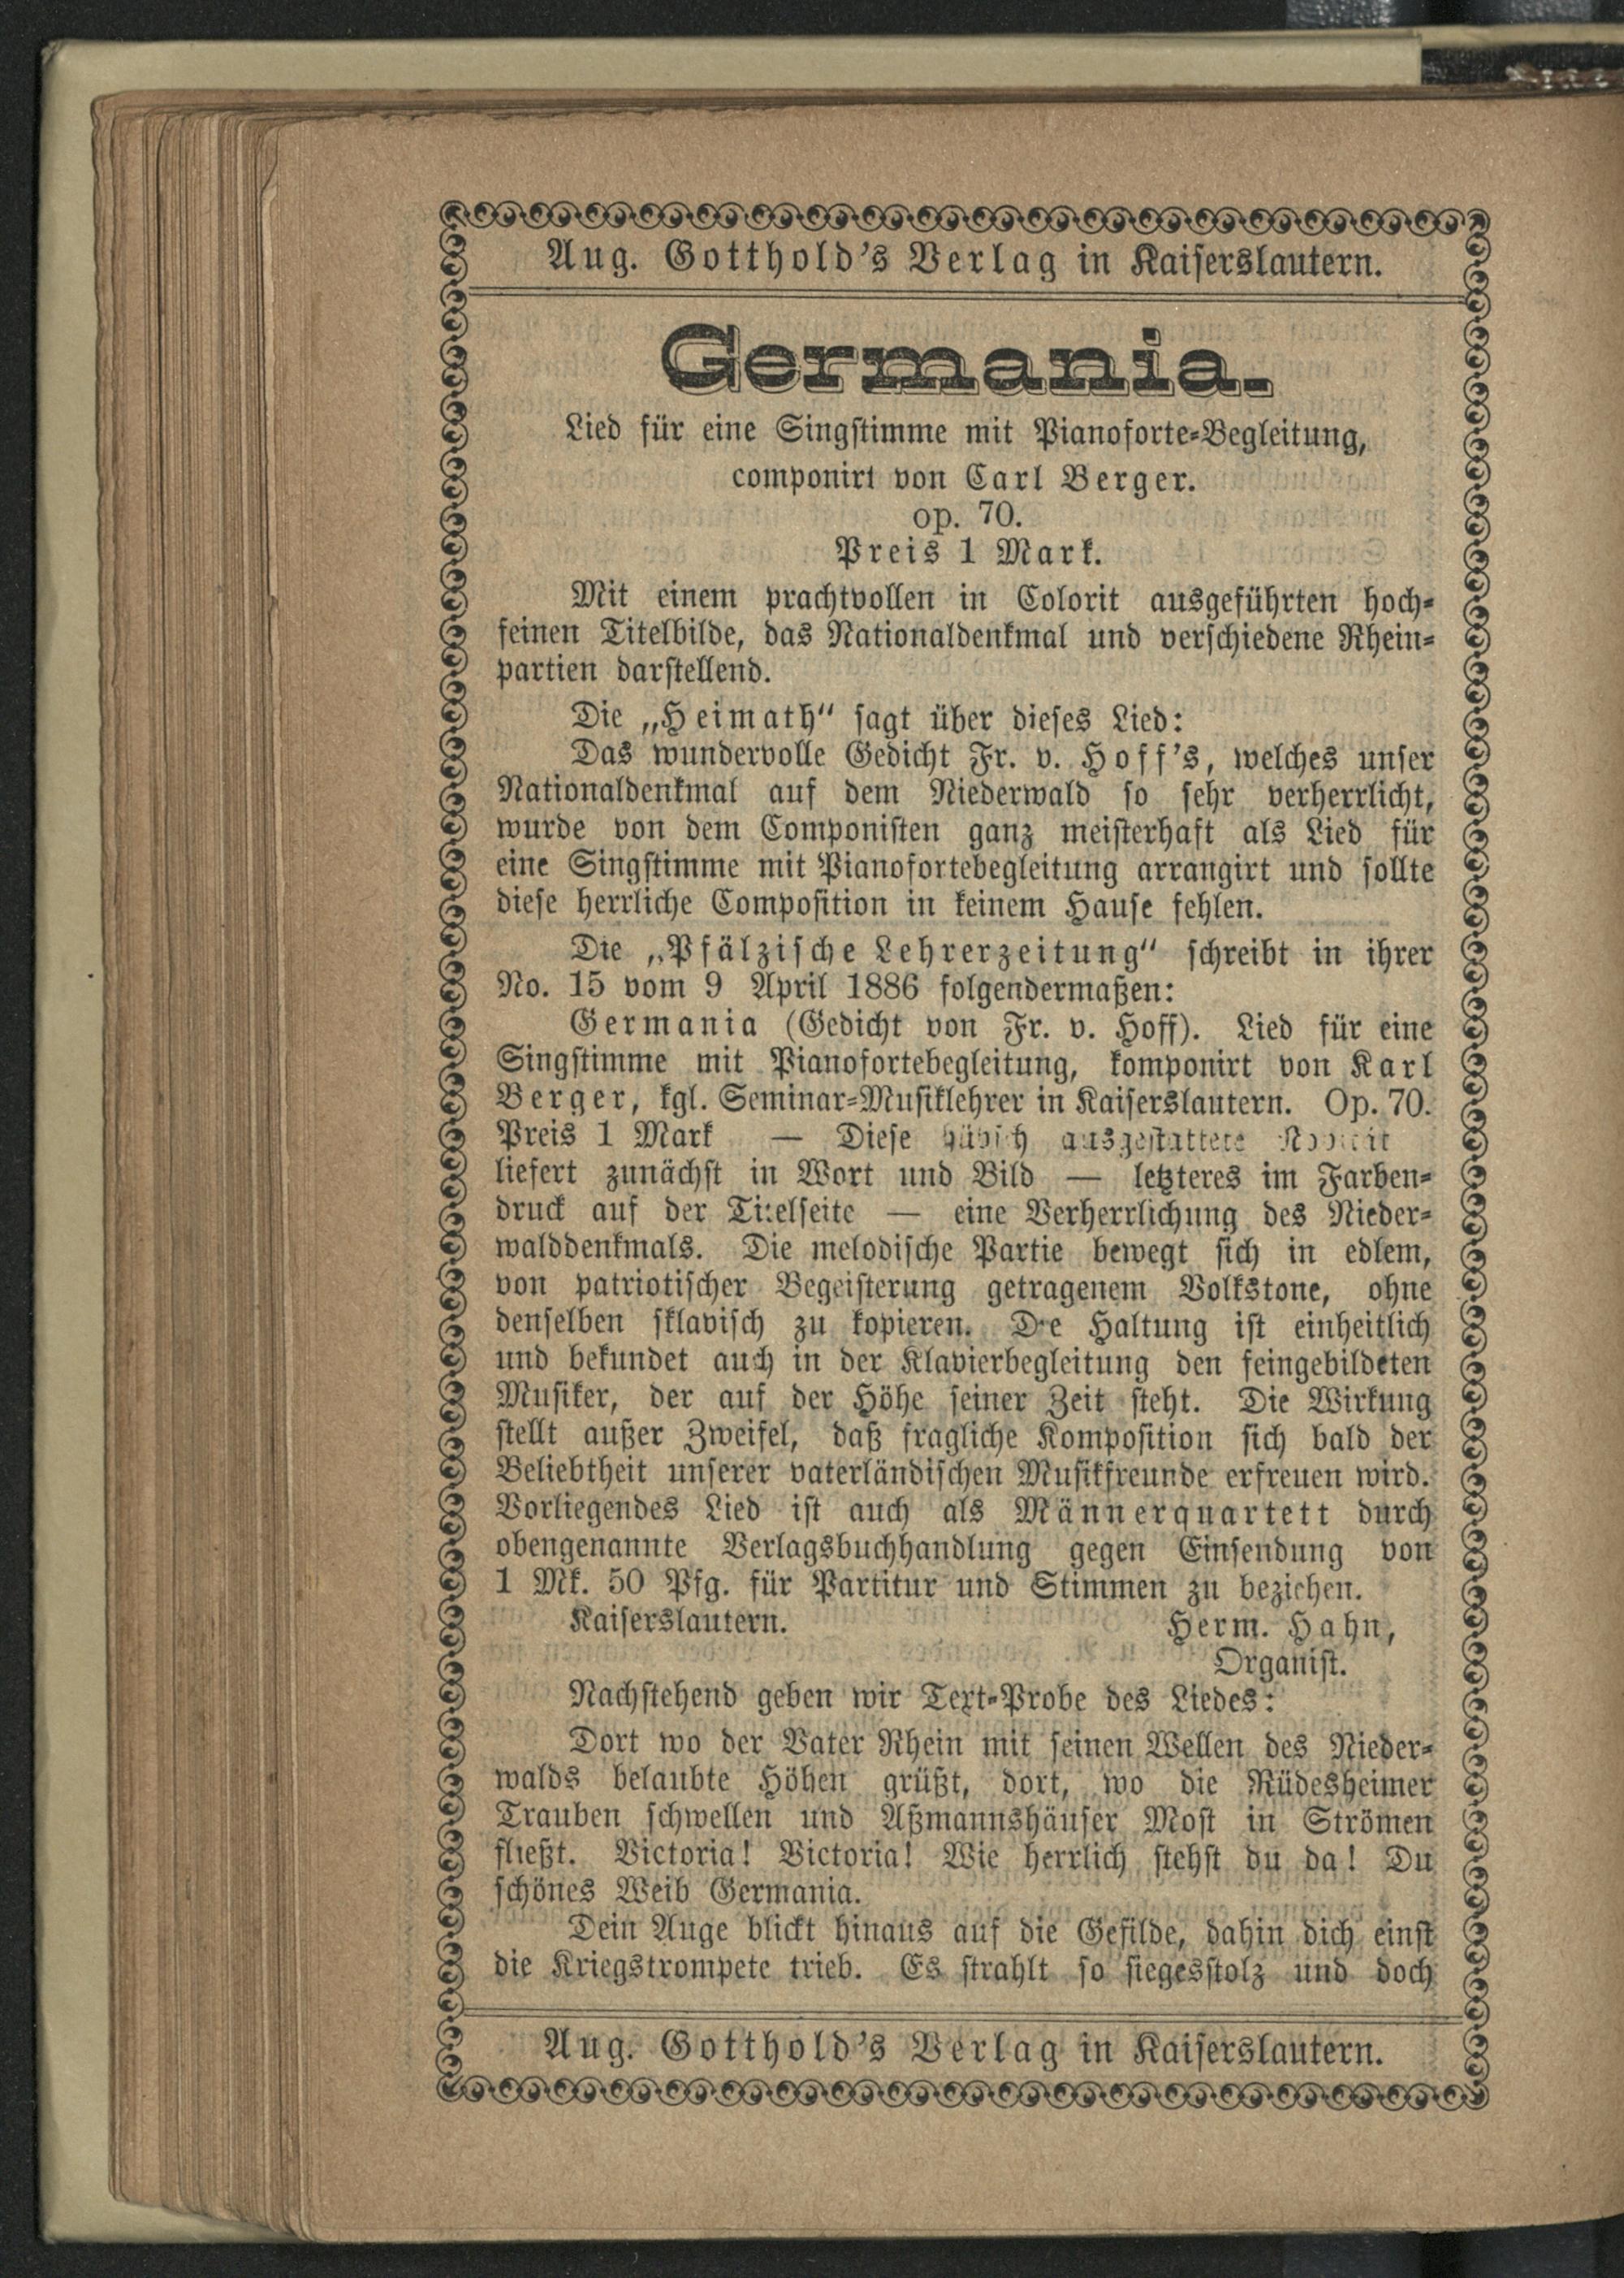 Aug. Gotthold's Verlag in Kaiserslautern.
Germania.
Lied für eine Singstimme mit Pianoforte-Begleitung,
componirt von Carl Berger.
op. 70.
Preis 1 Mark.
Mit einem prachtvollen in Colorit ausgeführten hoch-
feinen Titelbilde, das Nationaldenkmal und verschiedene Rhein-
partien darstellend.
Die „Heimath“ sagt über dieses Lied:
Das wundervolle Gedicht Fr. v. Hoff's, welches unser
Nationaldenkmal auf dem Niederwald so sehr verherrlicht,
wurde von dem Componisten ganz meisterhaft als Lied für
eine Singstimme mit Pianofortebegleitung arrangirt und sollte
diese herrliche Composition in keinem Hause fehlen.
Die „Pfälzische Lehrerzeitung“ schreibt in ihrer
No. 15 vom 9 April 1886 folgendermaßen:
Germania (Gedicht von Fr. v. Hoff). Lied für eine
Singstimme mit Pianofortebegleitung, komponirt von Karl
Berger, kgl. Seminar-Musiklehrer in Kaiserslautern. Op. 70.
Preis 1 Mark — Diese hübsch ausgestattete
liefert zunächst in Wort und Bild — letzteres im Farben-
druck auf der Titelseite — eine Verherrlichung des Nieder-
walddenkmals. Die melodische Partie bewegt sich in edlem,
von patriotischer Begeisterung getragenem Volkstone, ohne
denselben sklavisch zu kopieren. Die Haltung ist einheitlich
und bekundet auch in der Klavierbegleitung den feingebildeten
Musiker, der auf der Höhe seiner Zeit steht. Die Wirkung
stellt außer Zweifel, daß fragliche Komposition sich bald der
Beliebtheit unserer vaterländischen Musikfreunde erfreuen wird.
Vorliegendes Lied ist auch als Männerquartett durch
obengenannte Verlagsbuchhandlung gegen Einsendung von
1 Mk. 50 Pfg. für Partitur und Stimmen zu beziehen.
Kaiserslautern. Herm. Hahn,
Organist.
Nachstehend geben wir Text-Probe des Liedes:
Dort wo der Vater Rhein mit seinen Wellen des Nieder-
walds belaubte Höhen grüßt, dort, wo die Rüdesheimer
Trauben schwellen und Aßmannshäuser Most in Strömen
fließt. Victoria! Victoria! Wie herrlich stehst du da! Du
schönes Weib Germania.
Dein Auge blickt hinaus auf die Gefilde, dahin dich einst
die Kriegstrompete trieb. Es strahlt so siegesstolz und doch
Aug. Gotthold's Verlag in Kaiserslautern.